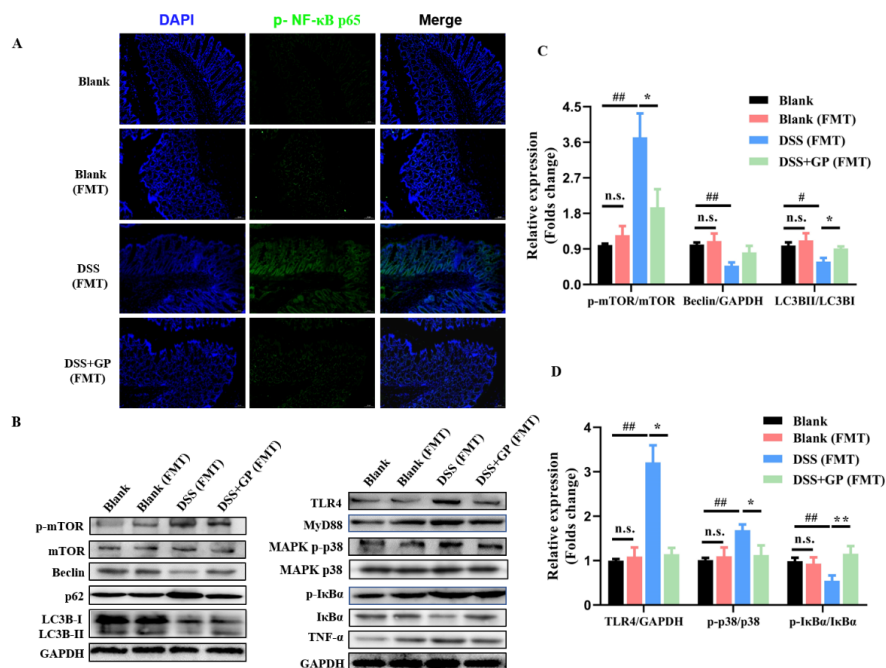 DAPI p- NF-κB p65 Merge
A
Blank
Blank
(FMT)
DSS
(FMT)
DSS+GP
(FMT)
B
Blank
Blank (FMT)
DSS (FMT)
DSS+GP (FMT)
p-mTOR
mTOR
Beclin
p62
LC3B-I
LC3B-II
GAPDH
Blank
Blank (FMT)
DSS (FMT)
DSS+GP (FMT)
TLR4
MyD88
MAPK p-p38
MAPK p38
p-IκBα
IκBα
TNF-α
GAPDH
C
Relative expression
(Folds change)
4.5
3.6
2.7
1.8
0.9
0.0
## *
n.s.
##
n.s.
#
n.s. *
p-mTOR/mTOR Beclin/GAPDH LC3BII/LC3BI
Blank
Blank (FMT)
DSS (FMT)
DSS+GP (FMT)
D
Relative expression
(Folds change)
4
3
2
1
0
## *
n.s.
## *
n.s.
## **
n.s.
TLR4/GAPDH p-p38/p38 p-IκBα/IκBα
Blank
Blank (FMT)
DSS (FMT)
DSS+GP (FMT)